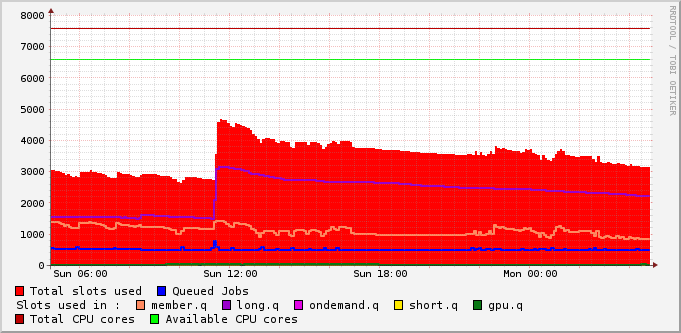 8000
7000
6000
5000
4000
3000
2000
1000
0
Sun 06:00 Sun 12:00 Sun 18:00 Mon 00:00
Total slots used Queued Jobs
Slots used in : member.q long.q ondemand.q short.q gpu.q
Total CPU cores Available CPU cores
RRDTOOL / TOBI OETIKER